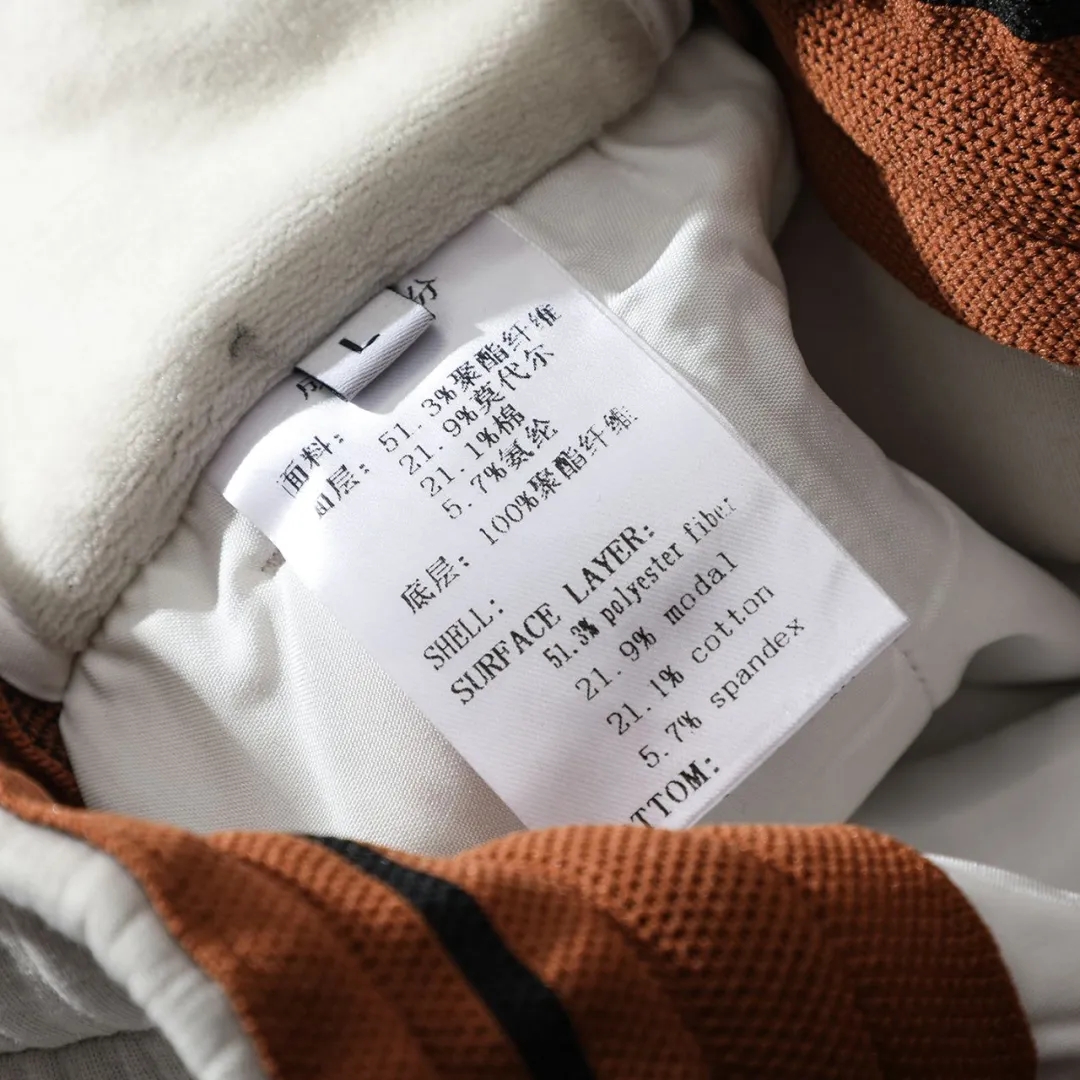 L
份
面料:
面层: 51.3%聚酯纤维
21.9%莫代尔
21.1%棉
5.7%氨纶
底层: 100%聚酯纤维
SHELL:
SURFACE LAYER:
51.3% polyester fiber
21.9% modal
21.1% cotton
5.7% spandex
TTOM: